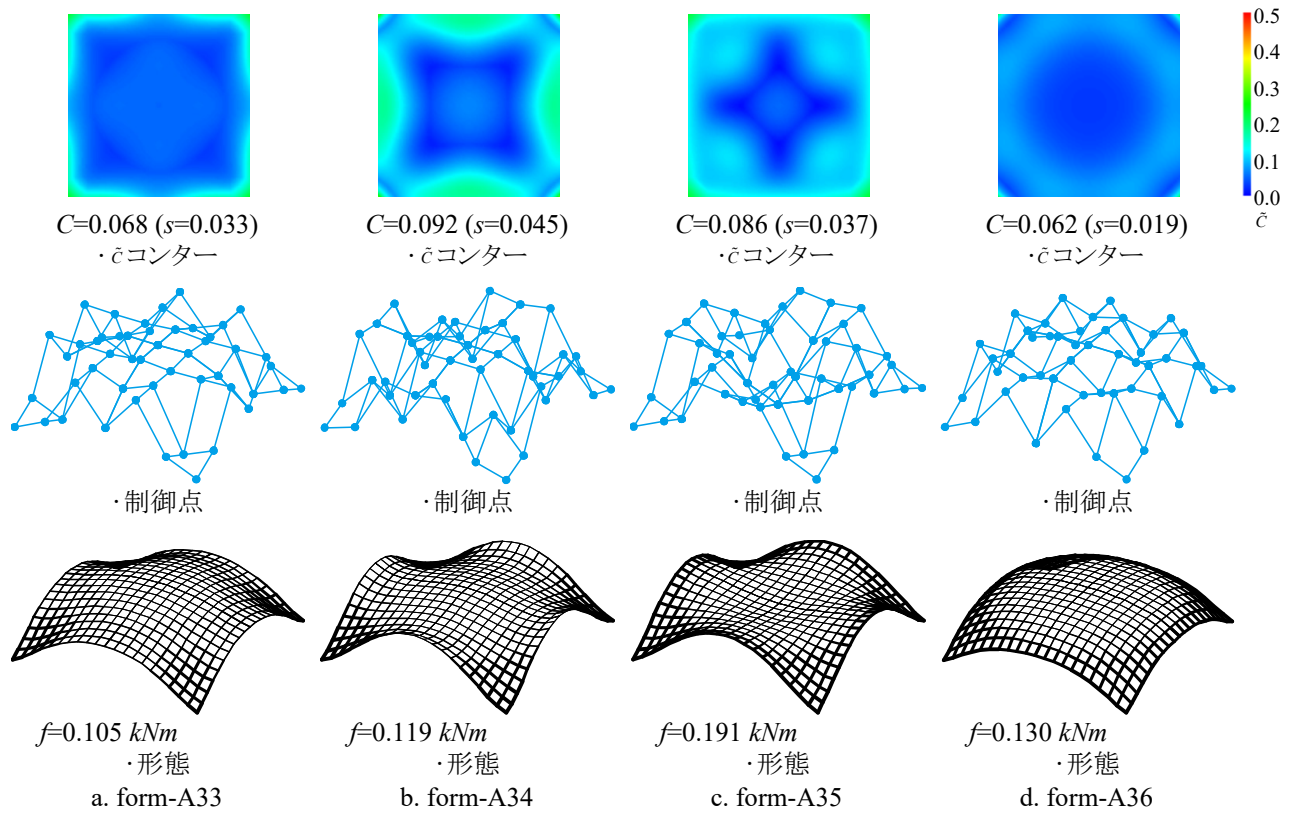 0.5
0.4
0.3
0.2
0.1
0.0
c̃
C=0.068 (s=0.033)
C=0.092 (s=0.045)
C=0.086 (s=0.037)
C=0.062 (s=0.019)
・c̃コンター
・c̃コンター
・c̃コンター
・c̃コンター
・制御点
・制御点
・制御点
・制御点
f=0.105 kNm
f=0.119 kNm
f=0.191 kNm
f=0.130 kNm
・形態
・形態
・形態
・形態
a. form-A33
b. form-A34
c. form-A35
d. form-A36